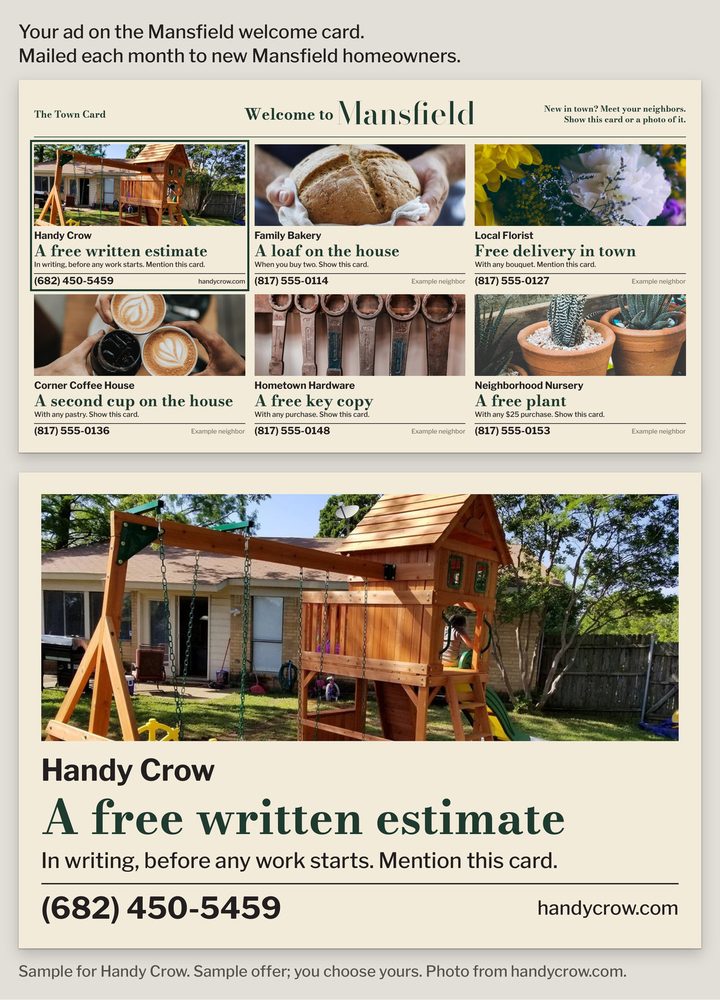 Your ad on the Mansfield welcome card.
Mailed each month to new Mansfield homeowners.
The Town Card
Welcome to Mansfield
New in town? Meet your neighbors.
Show this card or a photo of it.
Handy Crow
A free written estimate
In writing, before any work starts. Mention this card.
(682) 450-5459
handycrow.com
Family Bakery
A loaf on the house
When you buy two. Show this card.
(817) 555-0114
Example neighbor
Local Florist
Free delivery in town
With any bouquet. Mention this card.
(817) 555-0127
Example neighbor
Corner Coffee House
A second cup on the house
With any pastry. Show this card.
(817) 555-0136
Example neighbor
Hometown Hardware
A free key copy
With any purchase. Show this card.
(817) 555-0148
Example neighbor
Neighborhood Nursery
A free plant
With any $25 purchase. Show this card.
(817) 555-0153
Example neighbor
Handy Crow
A free written estimate
In writing, before any work starts. Mention this card.
(682) 450-5459
handycrow.com
Sample for Handy Crow. Sample offer; you choose yours. Photo from handycrow.com.